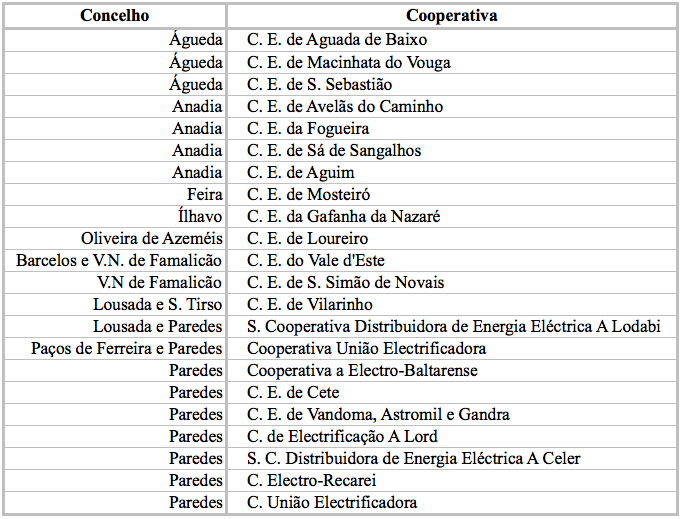 Concelho Cooperativa
Águeda C. E. de Aguada de Baixo
Águeda C. E. de Macinhata do Vouga
Águeda C. E. de S. Sebastião
Anadia C. E. de Avelãs do Caminho
Anadia C. E. da Fogueira
Anadia C. E. de Sá de Sangalhos
Anadia C. E. de Aguim
Feira C. E. de Mosteiró
Ílhavo C. E. da Gafanha da Nazaré
Oliveira de Azeméis C. E. de Loureiro
Barcelos e V.N. de Famalicão C. E. do Vale d'Este
V.N de Famalicão C. E. de S. Simão de Novais
Lousada e S. Tirso C. E. de Vilarinho
Lousada e Paredes S. Cooperativa Distribuidora de Energia Eléctrica A Lodabi
Paços de Ferreira e Paredes Cooperativa União Electrificadora
Paredes Cooperativa a Electro-Baltarense
Paredes C. E. de Cete
Paredes C. E. de Vandoma, Astromil e Gandra
Paredes C. de Electrificação A Lord
Paredes S. C. Distribuidora de Energia Eléctrica A Celer
Paredes C. Electro-Recarei
Paredes C. União Electrificadora